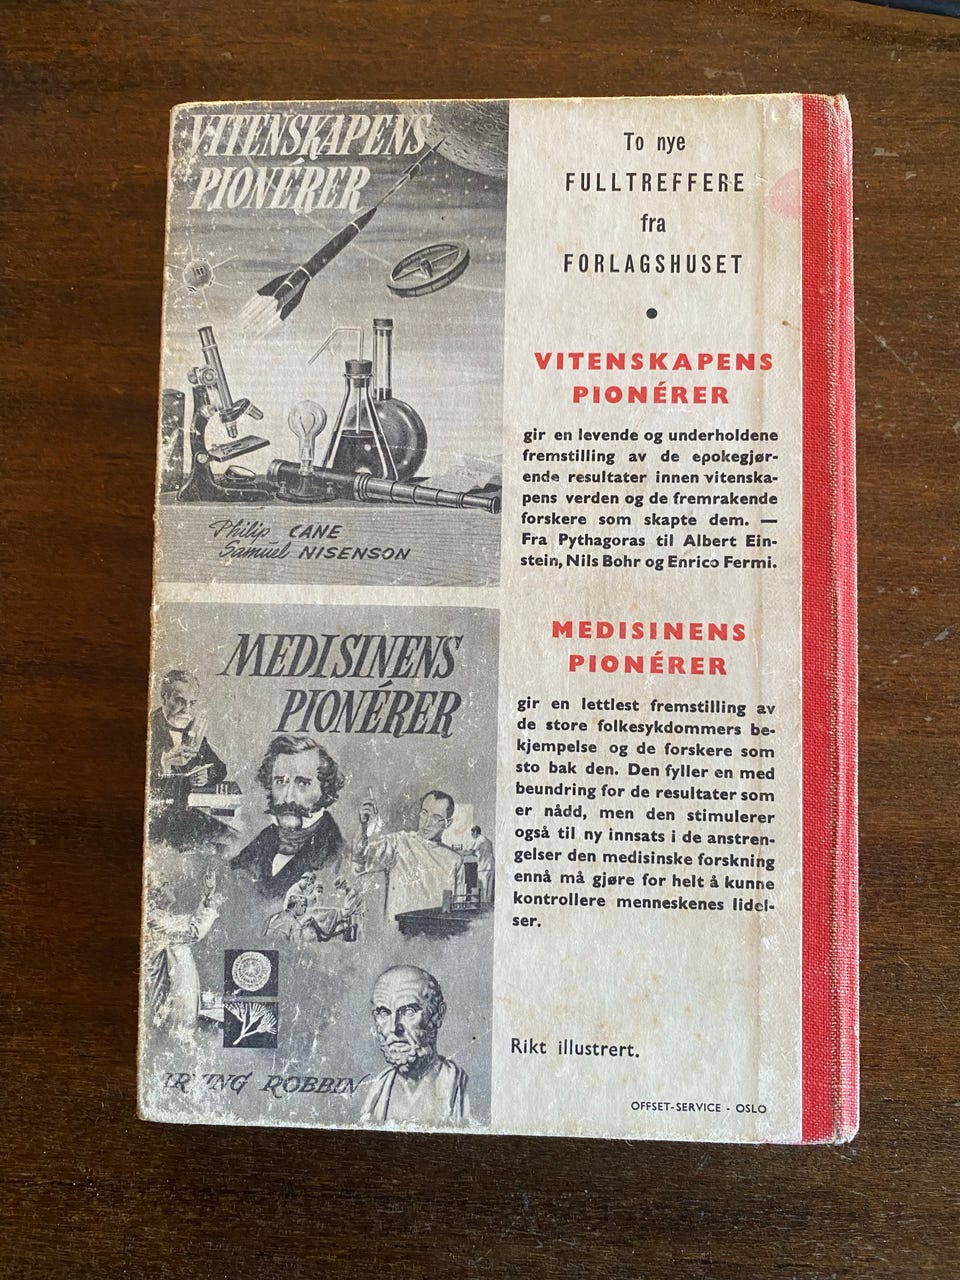 VITENSKAPENS
PIONÉRER
Philip CANE
Samuel NISENSON
MEDISINENS
PIONÉRER
IRVING ROBBIN
To nye
FULLTREFFERE
fra
FORLAGSHUSET
•
VITENSKAPENS
PIONÉRER
gir en levende og underholdene
fremstilling av de epokegjør-
ende resultater innen vitenska-
pens verden og de fremrakende
forskere som skapte dem. —
Fra Pythagoras til Albert Ein-
stein, Nils Bohr og Enrico Fermi.
MEDISINENS
PIONÉRER
gir en lettlest fremstilling av
de store folkesykdommers be-
kjempelse og de forskere som
sto bak den. Den fyller en med
beundring for de resultater som
er nådd, men den stimulerer
også til ny innsats i de anstren-
gelser den medisinske forskning
ennå må gjøre for helt å kunne
kontrollere menneskenes lidel-
ser.
Rikt illustrert.
OFFSET-SERVICE - OSLO